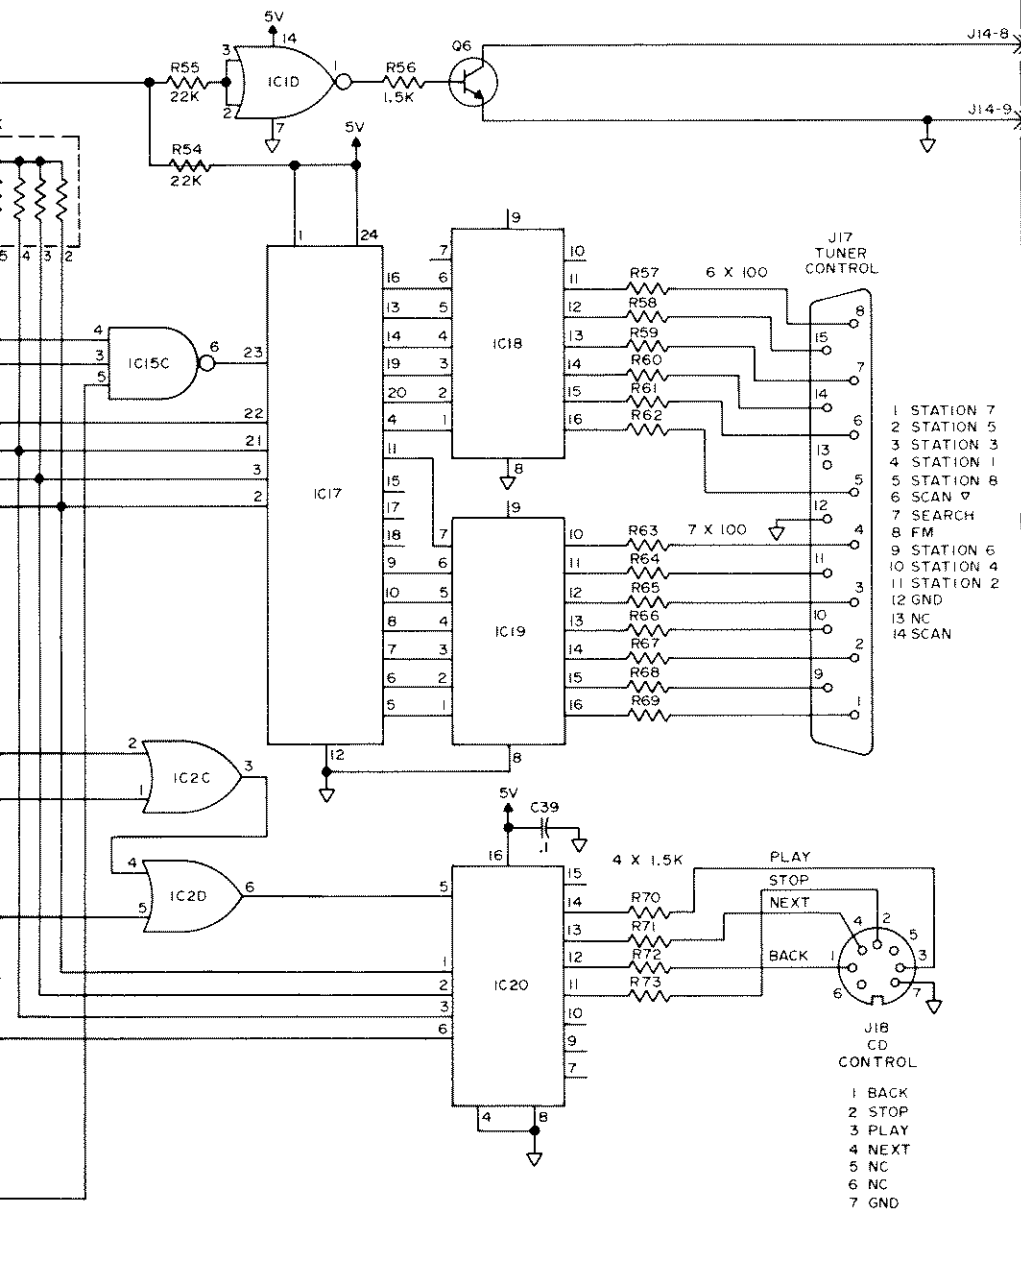 5V
14
3
R55
22K
2
IC1D
1
7
R56
1.5K
Q6
J14-8
J14-9
5V
R54
22K
1
24
5 4 3 2
4
3
5
IC15C
6
23
22
21
3
2
IC17
16
13
14
19
20
4
11
15
17
18
9
10
8
7
6
5
12
9
7
6
5
4
3
2
1
IC18
10
11
12
13
14
15
16
8
R57
R58
R59
R60
R61
R62
6 X 100
9
7
6
5
4
3
2
1
IC19
10
11
12
13
14
15
16
8
R63
R64
R65
R66
R67
R68
R69
7 X 100
J17
TUNER
CONTROL
8
15
7
14
6
13
5
12
4
11
3
10
2
9
1
1 STATION 7
2 STATION 5
3 STATION 3
4 STATION 1
5 STATION 8
6 SCAN ▽
7 SEARCH
8 FM
9 STATION 6
10 STATION 4
11 STATION 2
12 GND
13 NC
14 SCAN
2
1
IC2C
3
4
5
IC2D
6
5V
C39
.1
16
5
1
2
3
6
IC20
15
14
13
12
11
10
9
7
4
8
4 X 1.5K
R70
R71
R72
R73
PLAY
STOP
NEXT
BACK
4
2
5
1
3
6
7
J18
CD
CONTROL
1 BACK
2 STOP
3 PLAY
4 NEXT
5 NC
6 NC
7 GND